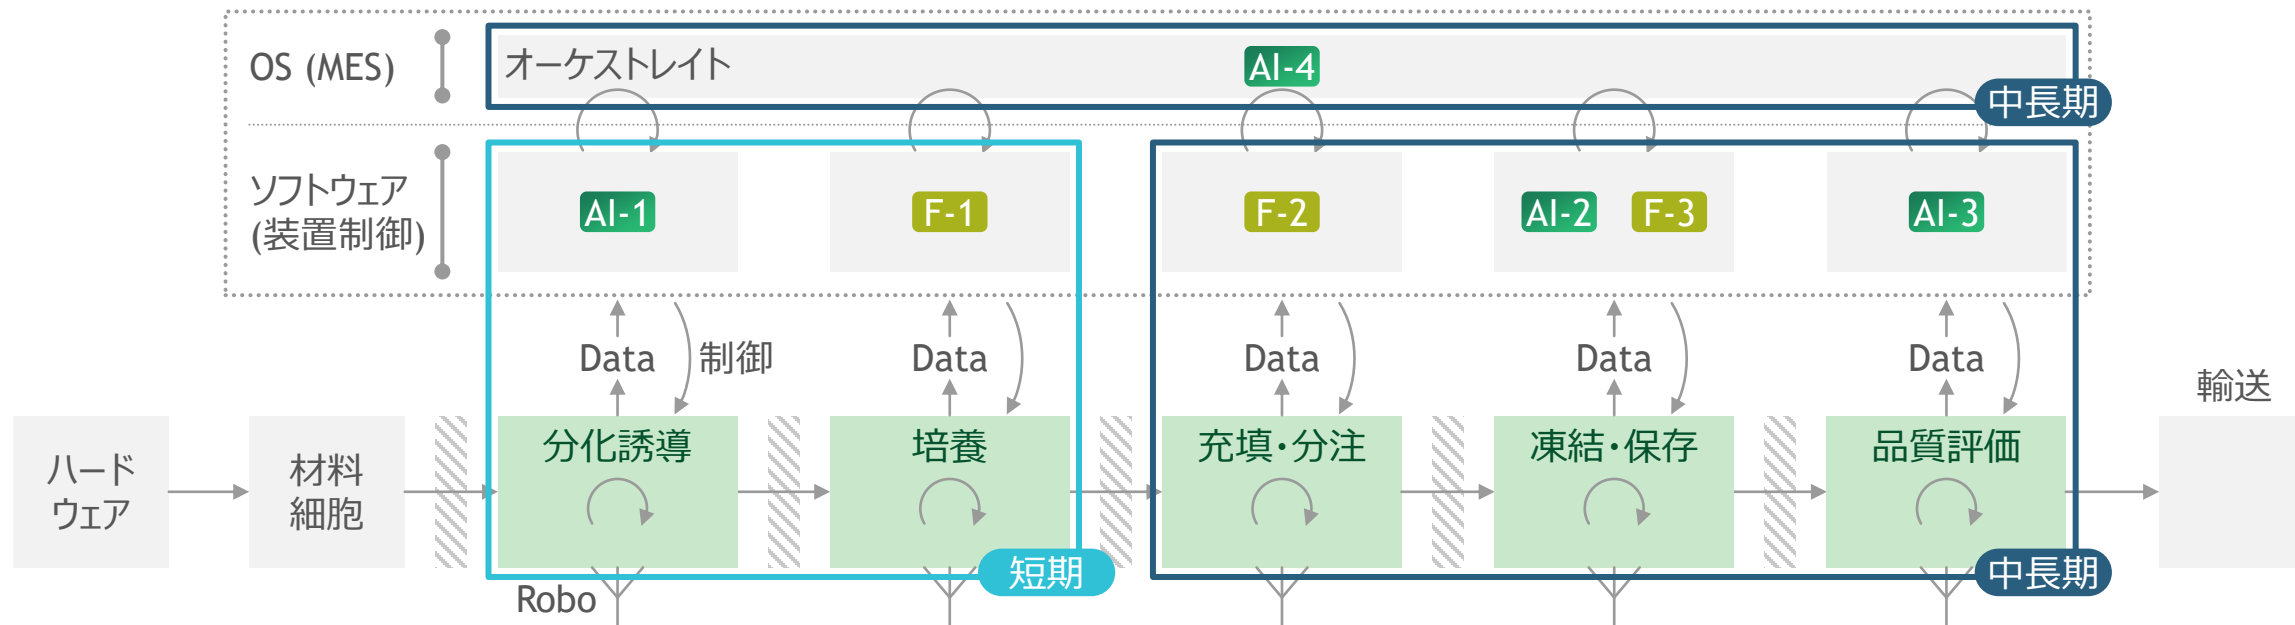 OS (MES)
オーケストレイト
AI-4
中長期
ソフトウェア
(装置制御)
AI-1
F-1
F-2
AI-2
F-3
AI-3
Data
制御
Data
Data
Data
Data
輸送
ハード
ウェア
材料
細胞
分化誘導
培養
充填・分注
凍結・保存
品質評価
短期
中長期
Robo